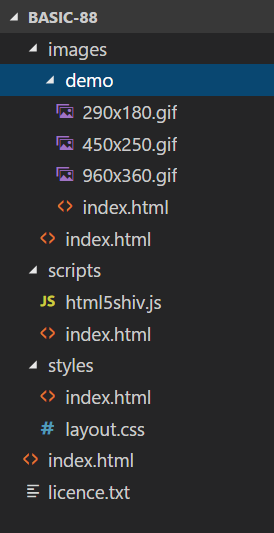 BASIC-88
images
demo
290x180.gif
450x250.gif
960x360.gif
index.html
index.html
scripts
JS html5shiv.js
index.html
styles
index.html
# layout.css
index.html
licence.txt